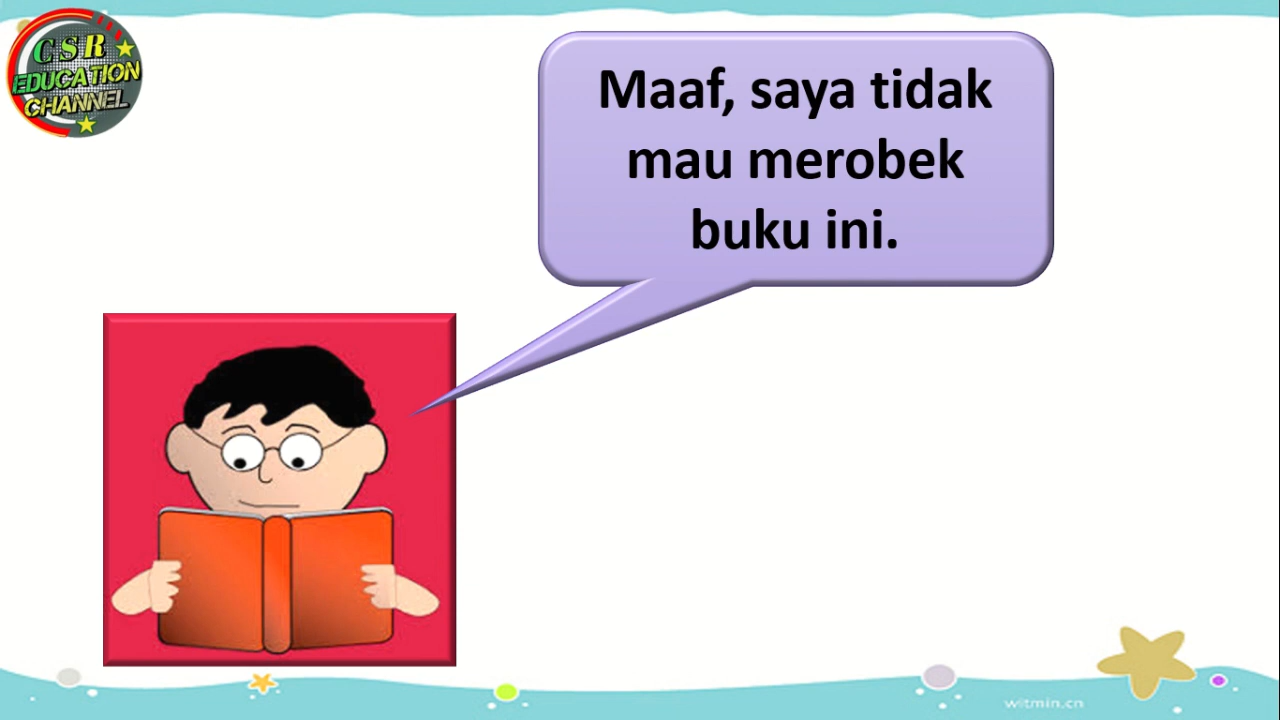 CSR
EDUCATION
CHANNEL
Maaf, saya tidak
mau merobek
buku ini.
witmin.cn